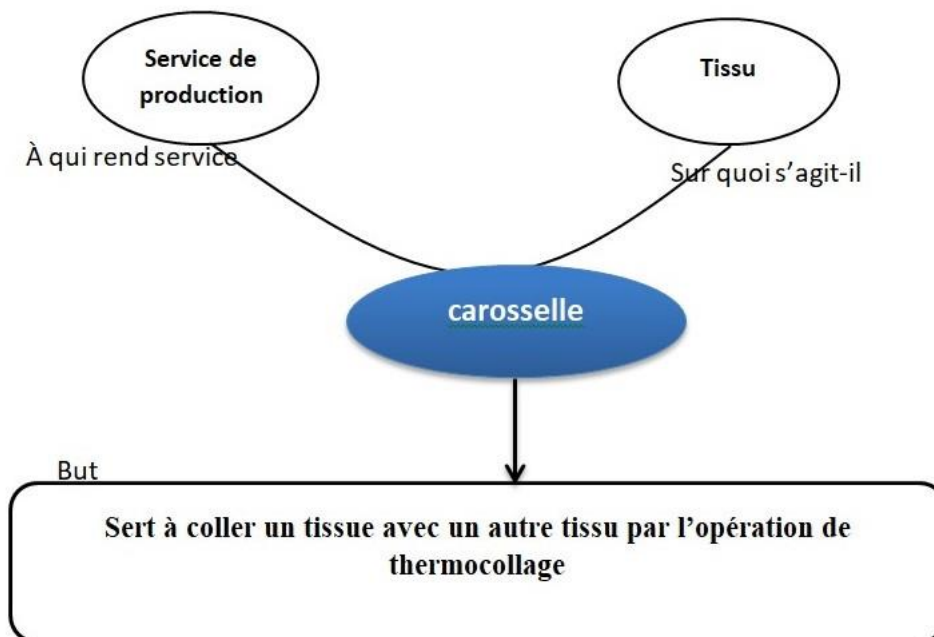 Service de
production
Tissu
À qui rend service
Sur quoi s’agit-il
carosselle
But
Sert à coller un tissue avec un autre tissu par l’opération de
thermocollage